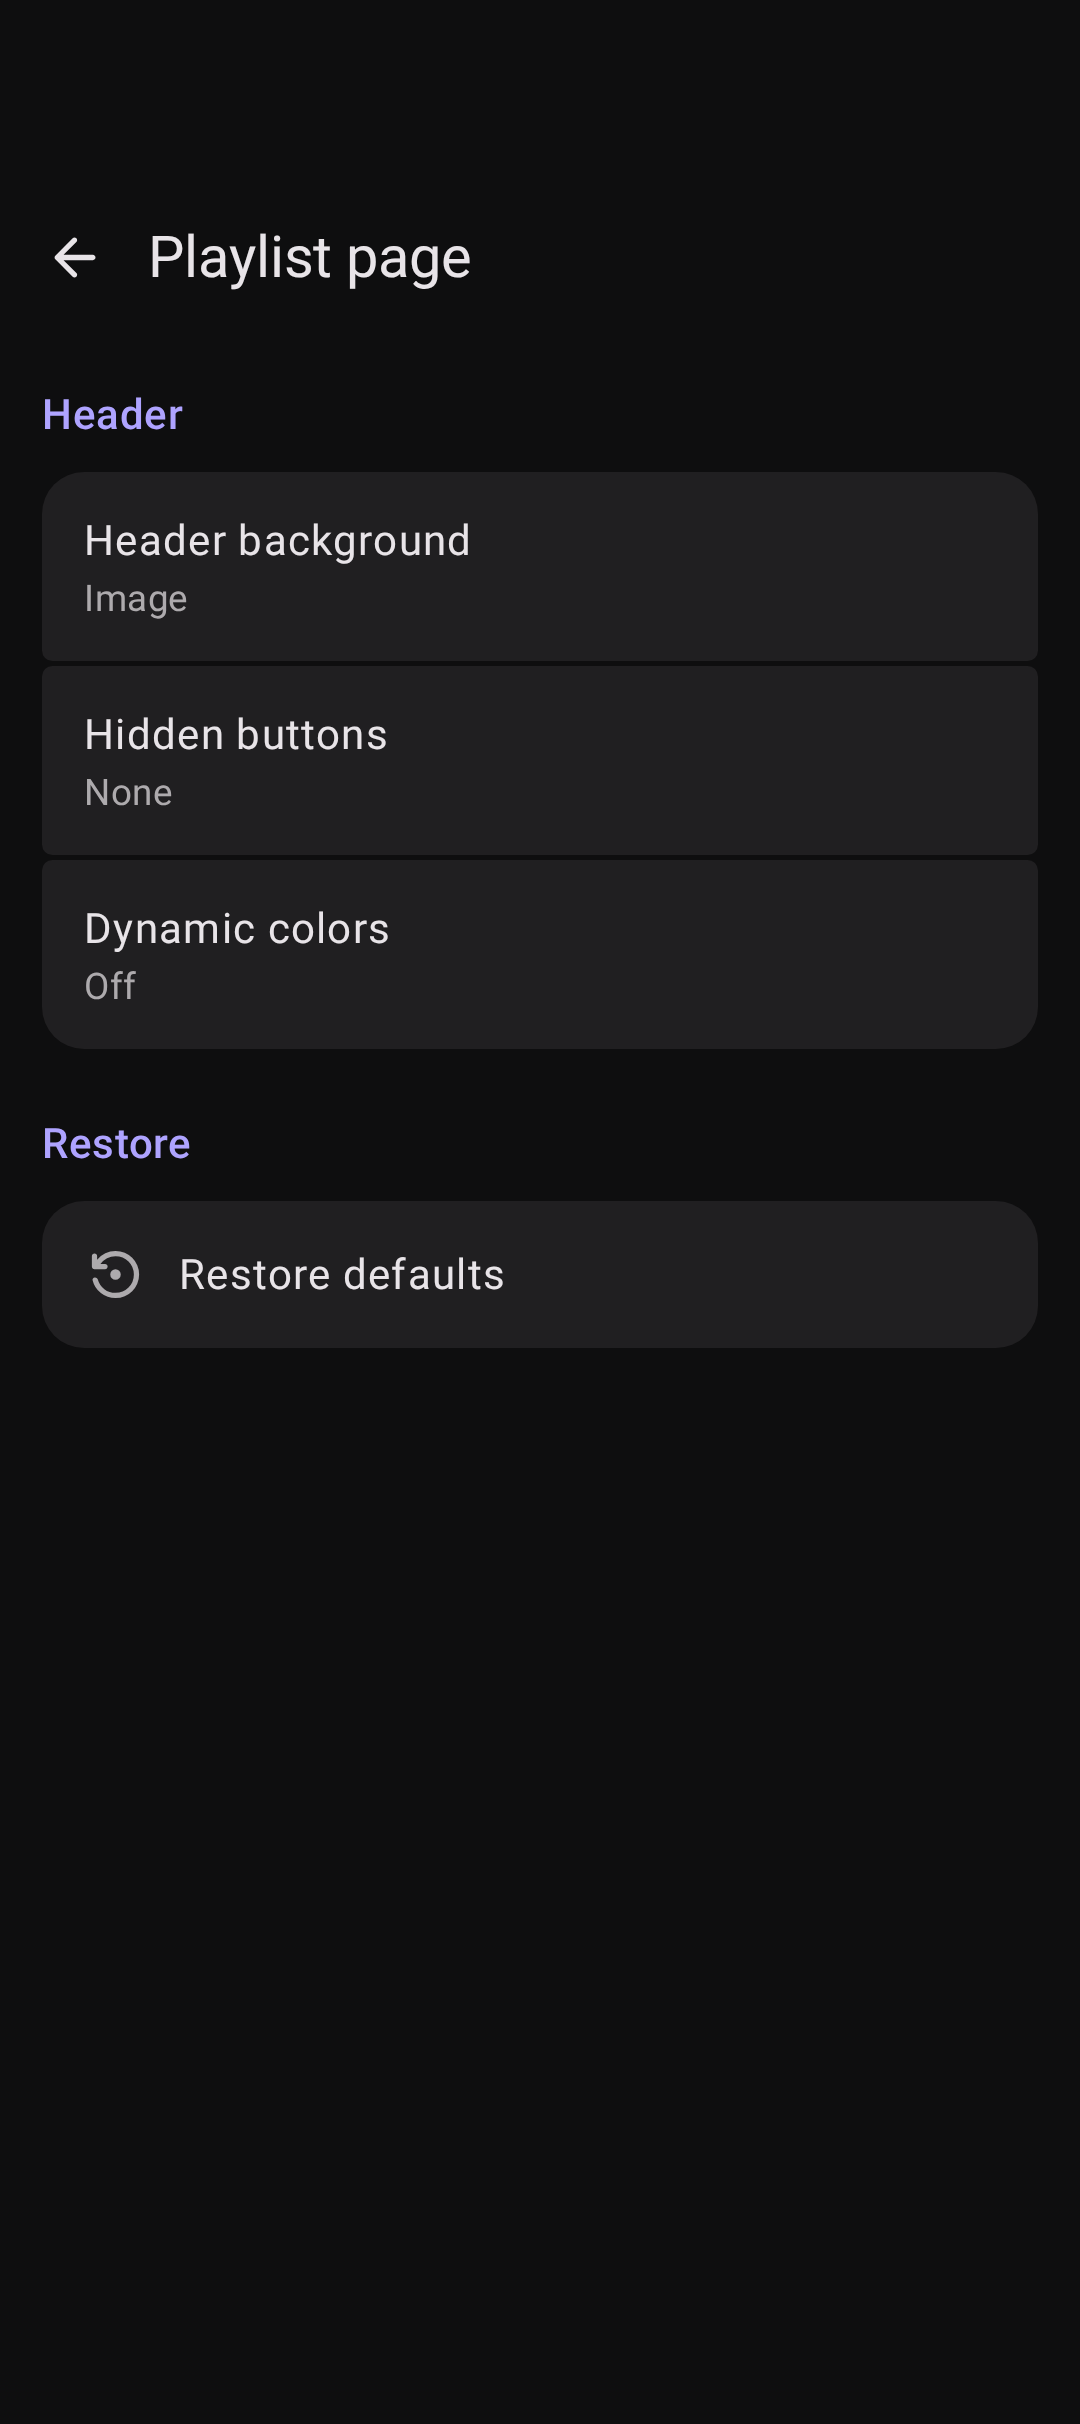 Playlist page
Header
Header background
Image
Hidden buttons
None
Dynamic colors
Off
Restore
Restore defaults